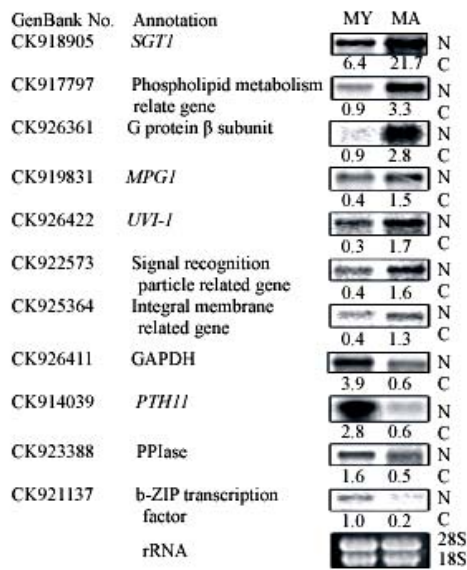 GenBank No. Annotation MY MA
CK918905 SGT1 N
6.4 21.7 C
CK917797 Phospholipid metabolism N
relate gene 0.9 3.3 C
CK926361 G protein β subunit N
0.9 2.8 C
CK919831 MPG1 N
0.4 1.5 C
CK926422 UVI-1 N
0.3 1.7 C
CK922573 Signal recognition N
particle related gene 0.4 1.6 C
CK925364 Integral membrane N
related gene 0.4 1.3 C
CK926411 GAPDH N
3.9 0.6 C
CK914039 PTH11 N
2.8 0.6 C
CK923388 PPIase N
1.6 0.5 C
CK921137 b-ZIP transcription N
factor 1.0 0.2 C
rRNA 28S
18S